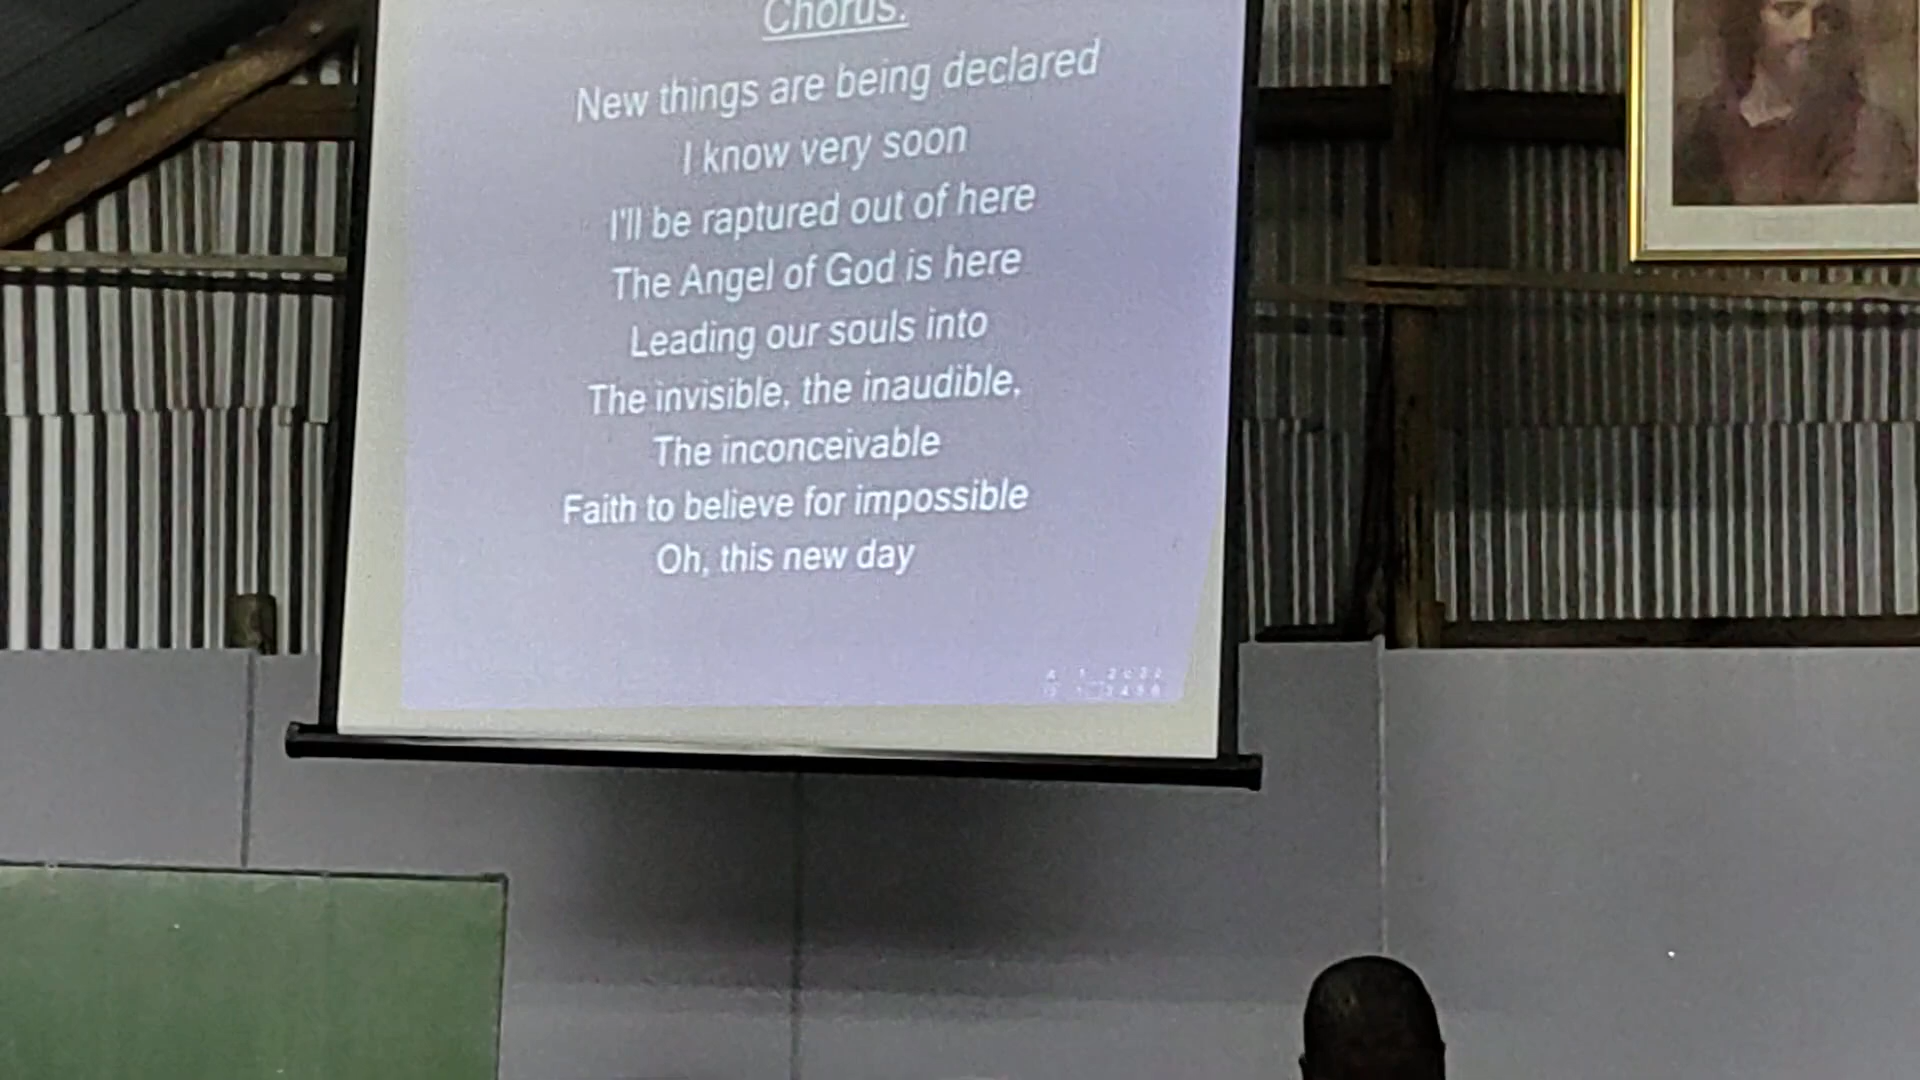 Chorus.
New things are being declared
I know very soon
I'll be raptured out of here
The Angel of God is here
Leading our souls into
The invisible, the inaudible,
The inconceivable
Faith to believe for impossible
Oh, this new day